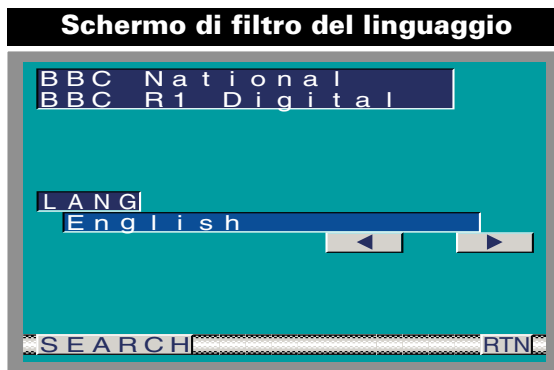 Schermo di filtro del linguaggio
BBC National
BBC R1 Digital
LANG
English
SEARCH RTN